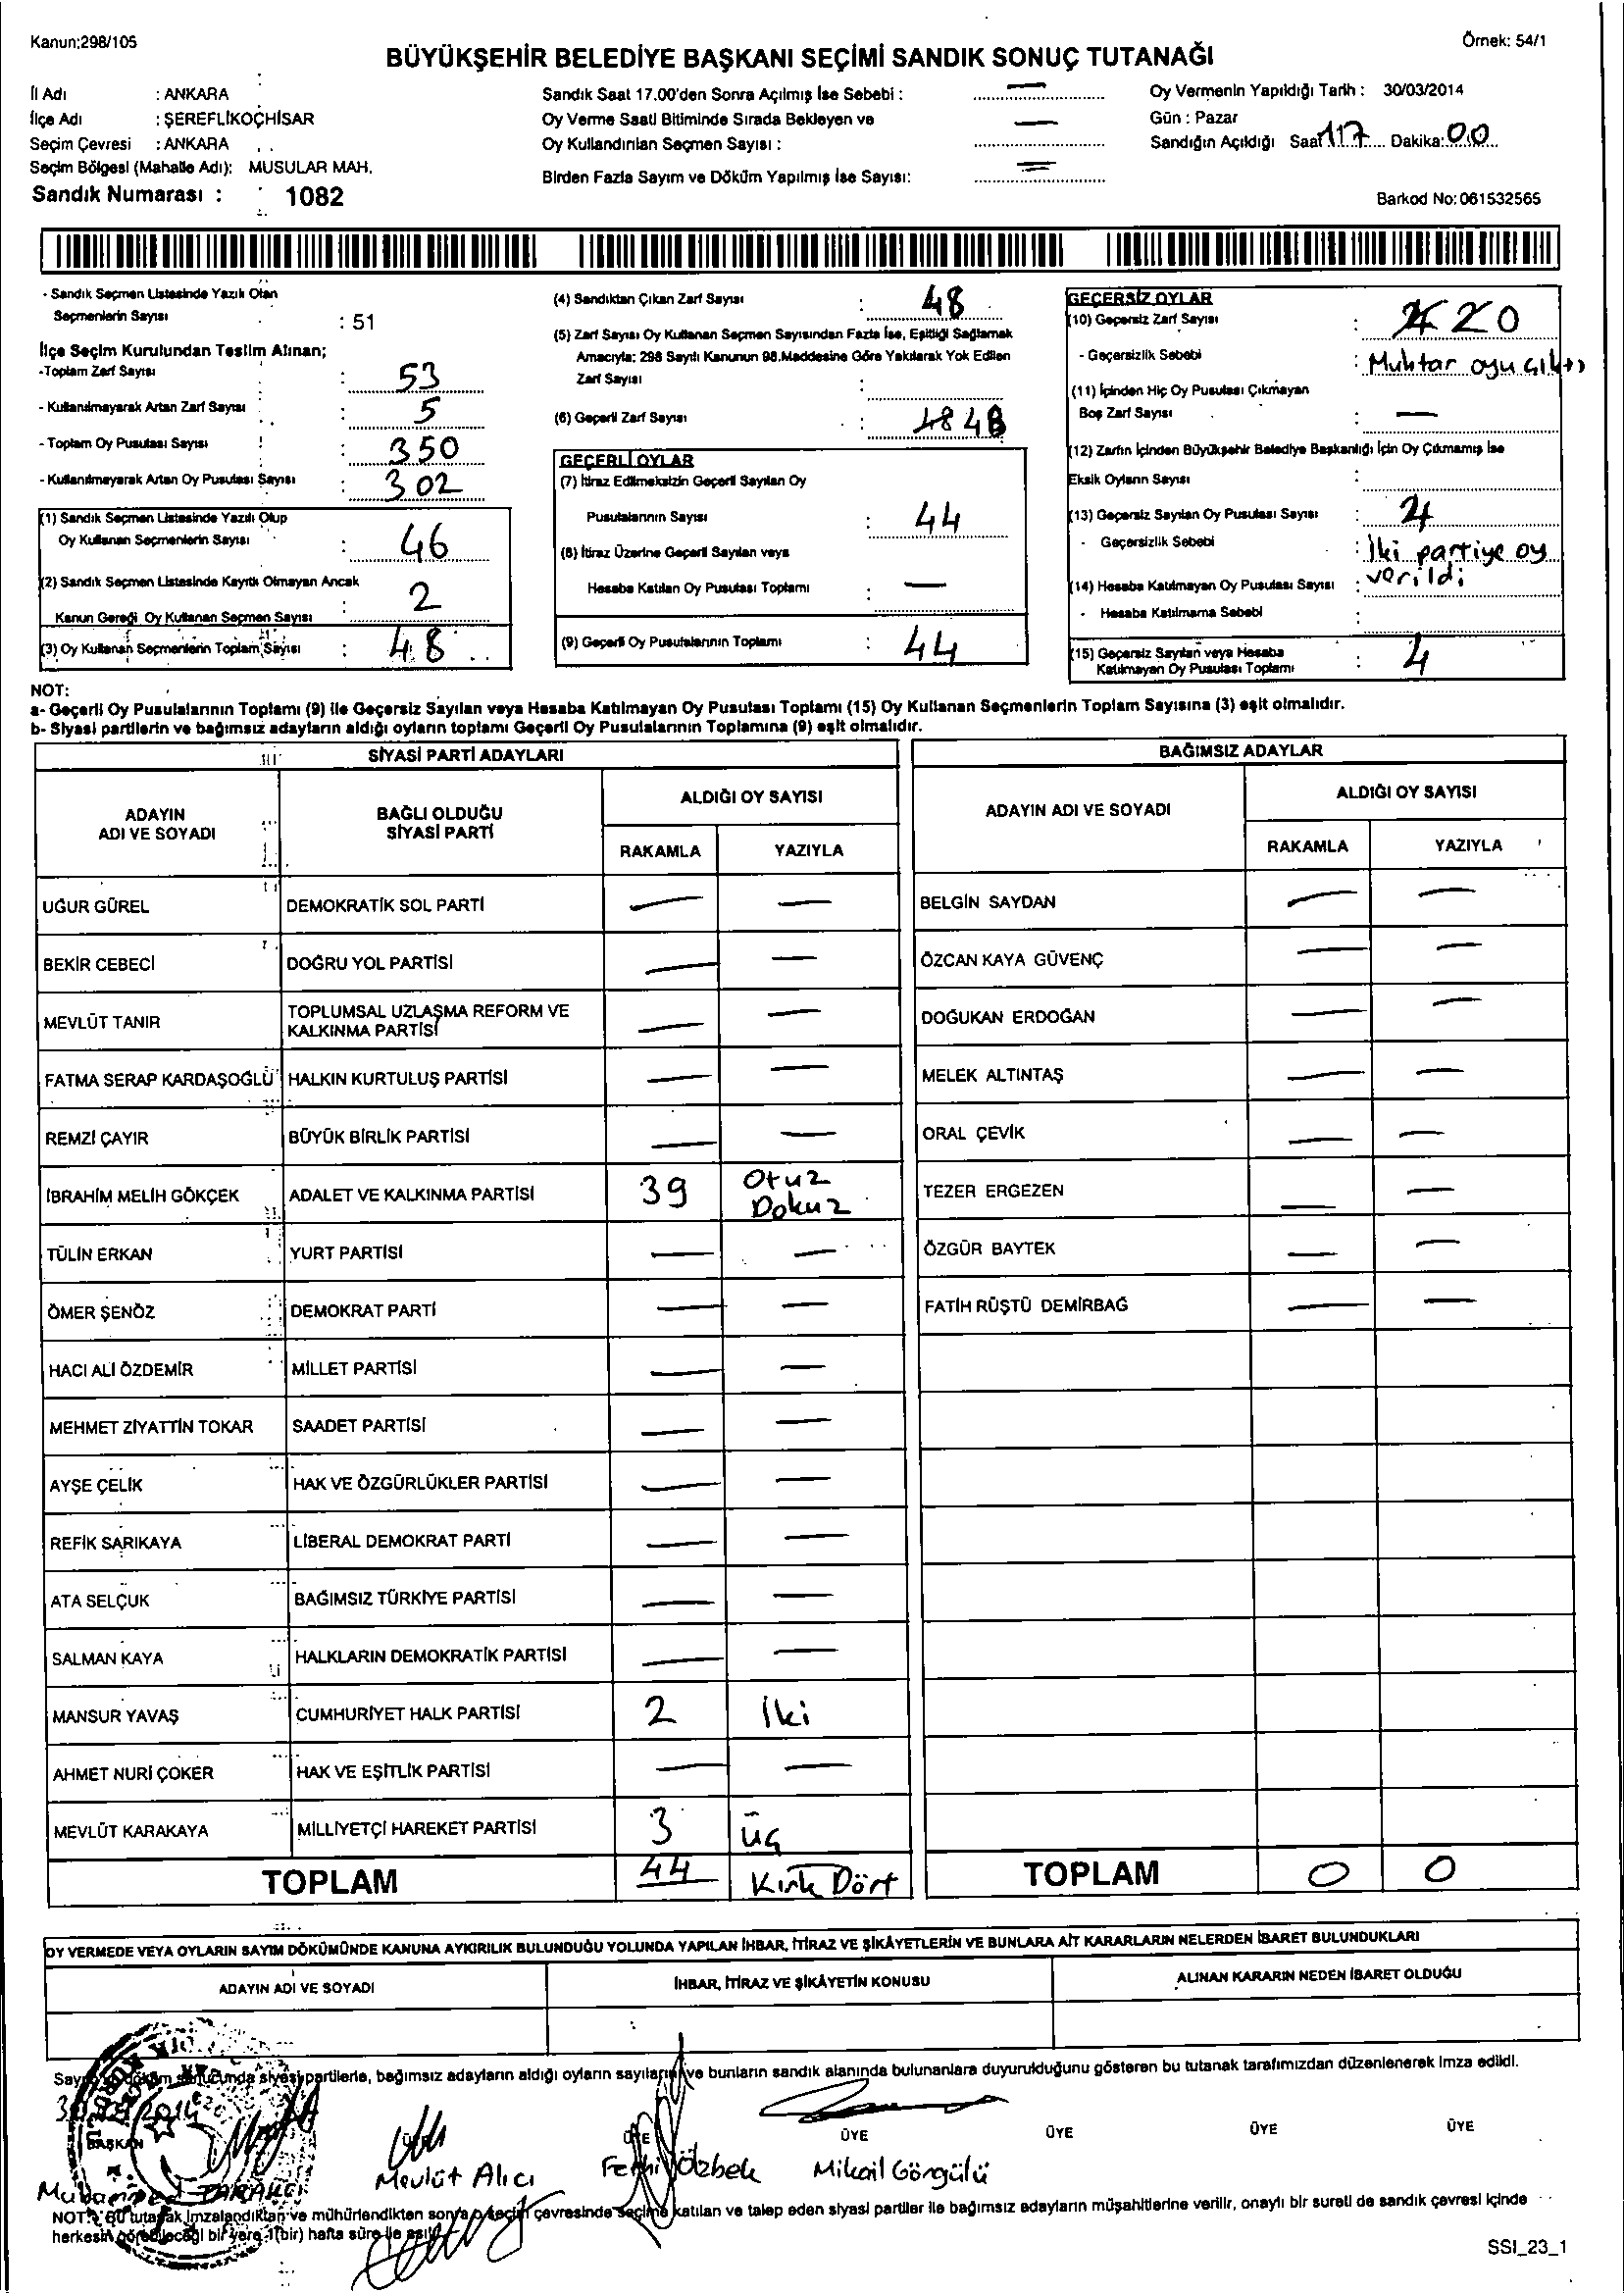 Kanun:298/105
Örnek: 54/1
BÜYÜKŞEHİR BELEDİYE BAŞKANI SEÇİMİ SANDIK SONUÇ TUTANAĞI
İl Adı : ANKARA
İlçe Adı : ŞEREFLİKOÇHİSAR
Seçim Çevresi : ANKARA
Seçim Bölgesi (Mahalle Adı): MUSULAR MAH.
Sandık Numarası : 1082
Sandık Saat 17.00'den Sonra Açılmış İse Sebebi : —
Oy Verme Saati Bitiminde Sırada Bekleyen ve
Oy Kullandırılan Seçmen Sayısı : —
Birden Fazla Sayım ve Döküm Yapılmış İse Sayısı: —
Oy Vermenin Yapıldığı Tarih : 30/03/2014
Gün : Pazar
Sandığın Açıldığı Saat 17 Dakika: 00
Barkod No: 061532565
- Sandık Seçmen Listesinde Yazılı Olan
Seçmenlerin Sayısı : 51
İlçe Seçim Kurulundan Teslim Alınan;
-Toplam Zarf Sayısı : 53
- Kullanılmayarak Artan Zarf Sayısı : 5
- Toplam Oy Pusulası Sayısı : 350
- Kullanılmayarak Artan Oy Pusulası Sayısı : 302
(1) Sandık Seçmen Listesinde Yazılı Olup
Oy Kullanan Seçmenlerin Sayısı : 46
(2) Sandık Seçmen Listesinde Kayıtlı Olmayan Ancak
Kanun Gereği Oy Kullanan Seçmen Sayısı : 2
(3) Oy Kullanan Seçmenlerin Toplam Sayısı : 48
(4) Sandıktan Çıkan Zarf Sayısı : 48
(5) Zarf Sayısı Oy Kullanan Seçmen Sayısından Fazla İse, Eşitliği Sağlamak
Amacıyla; 298 Sayılı Kanunun 98.Maddesine Göre Yakılarak Yok Edilen
Zarf Sayısı :
(6) Geçerli Zarf Sayısı : 48 48
GEÇERLİ OYLAR
(7) İtiraz Edilmeksizin Geçerli Sayılan Oy
Pusulalarının Sayısı : 44
(8) İtiraz Üzerine Geçerli Sayılan veya
Hesaba Katılan Oy Pusulası Toplamı : —
(9) Geçerli Oy Pusulalarının Toplamı : 44
GEÇERSİZ OYLAR
(10) Geçersiz Zarf Sayısı : 20
- Geçersizlik Sebebi : Muhtar oyu çıktı
(11) İçinden Hiç Oy Pusulası Çıkmayan
Boş Zarf Sayısı : —
(12) Zarfın İçinden Büyükşehir Belediye Başkanlığı İçin Oy Çıkmamış İse
Eksik Oyların Sayısı :
(13) Geçersiz Sayılan Oy Pusulası Sayısı : 4
- Geçersizlik Sebebi : İki partiye oy
verildi
(14) Hesaba Katılmayan Oy Pusulası Sayısı :
- Hesaba Katılmama Sebebi :
(15) Geçersiz Sayılan veya Hesaba
Katılmayan Oy Pusulası Toplamı : 4
NOT:
a- Geçerli Oy Pusulalarının Toplamı (9) ile Geçersiz Sayılan veya Hesaba Katılmayan Oy Pusulası Toplamı (15) Oy Kullanan Seçmenlerin Toplam Sayısına (3) eşit olmalıdır.
b- Siyasi partilerin ve bağımsız adayların aldığı oyların toplamı Geçerli Oy Pusulalarının Toplamına (9) eşit olmalıdır.
SİYASİ PARTİ ADAYLARI
ADAYIN
ADI VE SOYADI
BAĞLI OLDUĞU
SİYASİ PARTİ
ALDIĞI OY SAYISI
RAKAMLA YAZIYLA
UĞUR GÜREL DEMOKRATİK SOL PARTİ — —
BEKİR CEBECİ DOĞRU YOL PARTİSİ — —
MEVLÜT TANIR TOPLUMSAL UZLAŞMA REFORM VE
KALKINMA PARTİSİ — —
FATMA SERAP KARDAŞOĞLU HALKIN KURTULUŞ PARTİSİ — —
REMZİ ÇAYIR BÜYÜK BİRLİK PARTİSİ — —
İBRAHİM MELİH GÖKÇEK ADALET VE KALKINMA PARTİSİ 39 Otuz
Dokuz
TÜLİN ERKAN YURT PARTİSİ — —
ÖMER ŞENÖZ DEMOKRAT PARTİ — —
HACI ALİ ÖZDEMİR MİLLET PARTİSİ — —
MEHMET ZİYATTİN TOKAR SAADET PARTİSİ — —
AYŞE ÇELİK HAK VE ÖZGÜRLÜKLER PARTİSİ — —
REFİK SARIKAYA LİBERAL DEMOKRAT PARTİ — —
ATA SELÇUK BAĞIMSIZ TÜRKİYE PARTİSİ — —
SALMAN KAYA HALKLARIN DEMOKRATİK PARTİSİ — —
MANSUR YAVAŞ CUMHURİYET HALK PARTİSİ 2 İki
AHMET NURİ ÇOKER HAK VE EŞİTLİK PARTİSİ — —
MEVLÜT KARAKAYA MİLLİYETÇİ HAREKET PARTİSİ 3 üç
TOPLAM 44 Kırk Dört
BAĞIMSIZ ADAYLAR
ADAYIN ADI VE SOYADI
ALDIĞI OY SAYISI
RAKAMLA YAZIYLA
BELGİN SAYDAN — —
ÖZCAN KAYA GÜVENÇ — —
DOĞUKAN ERDOĞAN — —
MELEK ALTINTAŞ — —
ORAL ÇEVİK — —
TEZER ERGEZEN — —
ÖZGÜR BAYTEK — —
FATİH RÜŞTÜ DEMİRBAĞ — —
TOPLAM 0 0
OY VERMEDE VEYA OYLARIN SAYIM DÖKÜMÜNDE KANUNA AYKIRILIK BULUNDUĞU YOLUNDA YAPILAN İHBAR, İTİRAZ VE ŞİKÂYETLERİN VE BUNLARA AİT KARARLARIN NELERDEN İBARET BULUNDUKLARI
ADAYIN ADI VE SOYADI
İHBAR, İTİRAZ VE ŞİKÂYETİN KONUSU
ALINAN KARARIN NEDEN İBARET OLDUĞU
Sayım ve döküm sonucunda siyasi partilerle, bağımsız adayların aldığı oyların sayılarını ve bunların sandık alanında bulunanlara duyurulduğunu gösteren bu tutanak tarafımızdan düzenlenerek imza edildi.
BAŞKAN ÜYE ÜYE ÜYE ÜYE ÜYE ÜYE
Mevlüt Alıcı Fethi Özbek Mikail Görgülü
NOT: Bu tutanak imzalandıktan ve mühürlendikten sonra seçim çevresinde seçime katılan ve talep eden siyasi partiler ile bağımsız adayların müşahitlerine verilir, onaylı bir sureti de sandık çevresi içinde
herkesin görebileceği bir yere 1(bir) hafta süre ile asılır.
SSI_23_1